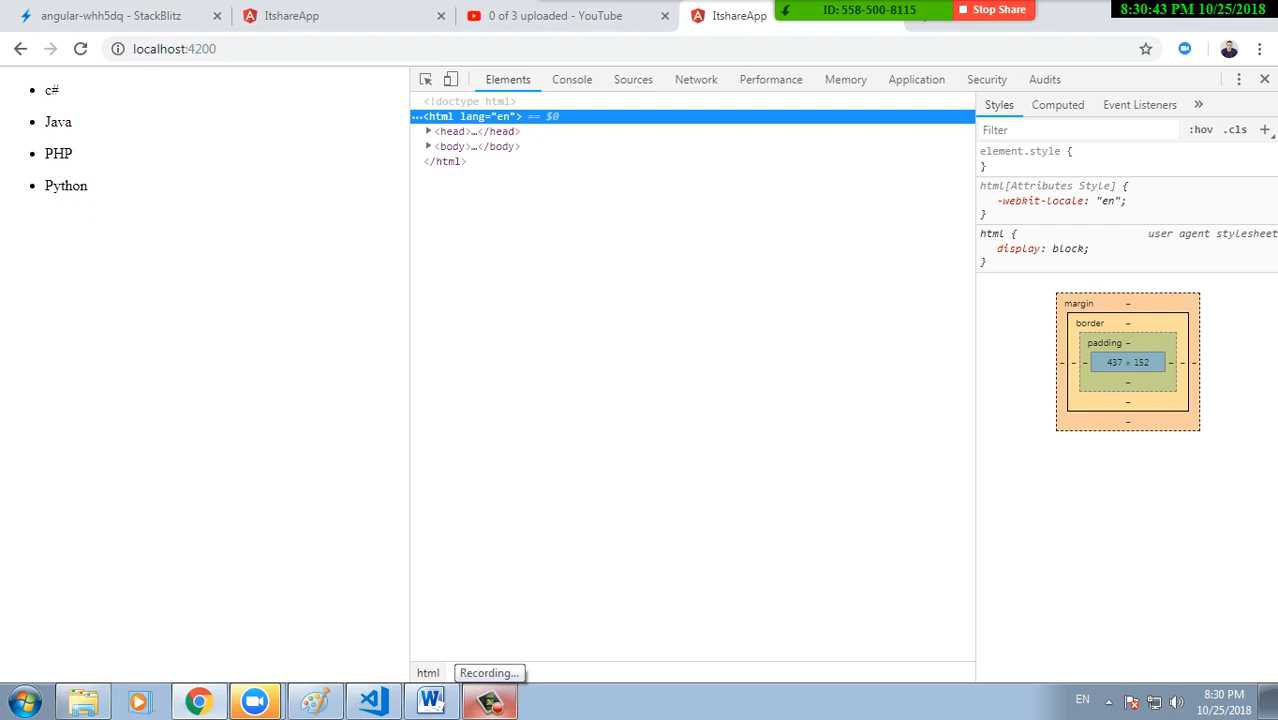 angular-whh5dq - StackBlitz
ItshareApp
0 of 3 uploaded - YouTube
ItshareApp
ID: 558-500-8115
Stop Share
8:30:43 PM 10/25/2018
localhost:4200
c#
Java
PHP
Python
Elements
Console
Sources
Network
Performance
Memory
Application
Security
Audits
<!doctype html>
…<html lang="en"> == $0
<head>…</head>
<body>…</body>
</html>
Styles
Computed
Event Listeners
»
Filter
:hov .cls +
element.style {
}
html[Attributes Style] {
-webkit-locale: "en";
}
html {
user agent stylesheet
display: block;
}
margin –
border –
padding –
– – – 437 × 152 – – –
–
–
–
html
Recording...
EN
8:30 PM
10/25/2018